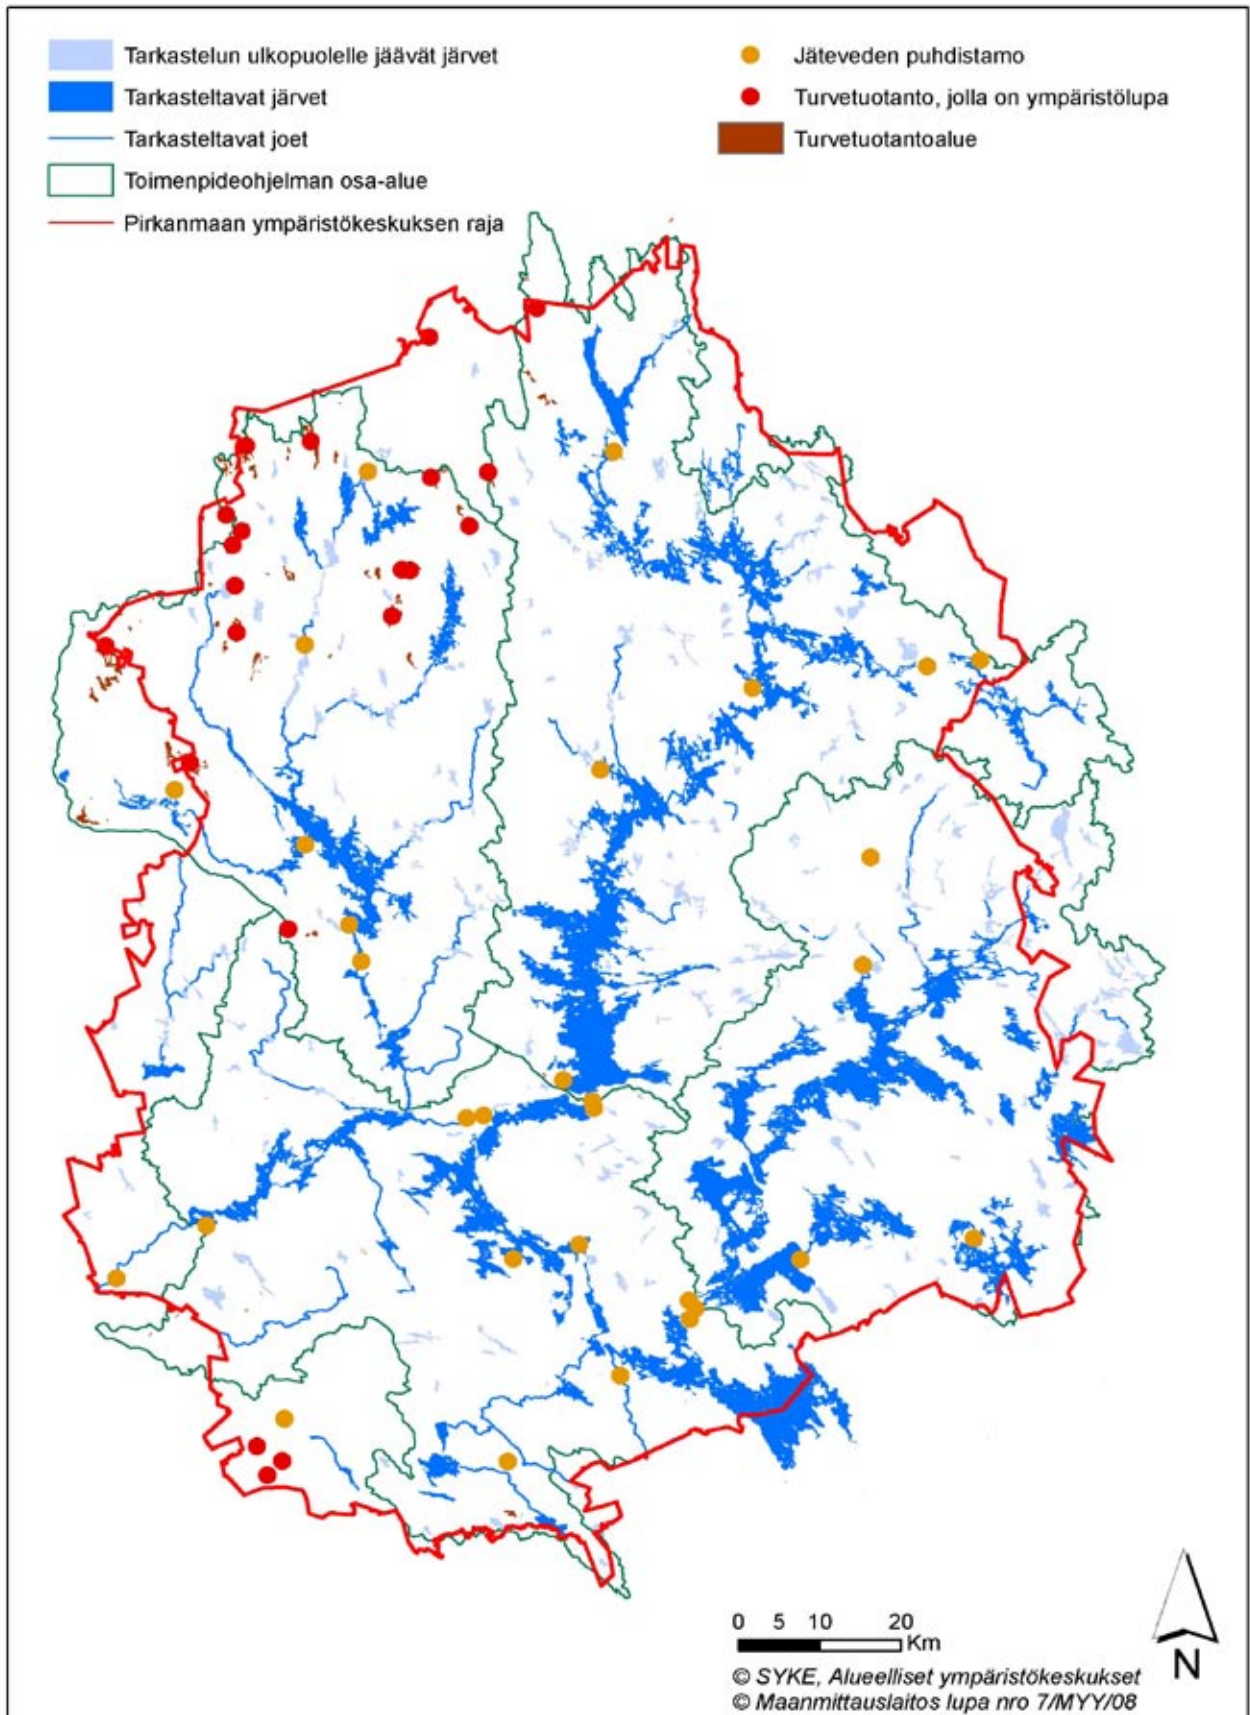 Tarkastelun ulkopuolelle jäävät järvet
Tarkasteltavat järvet
Tarkasteltavat joet
Toimenpideohjelman osa-alue
Pirkanmaan ympäristökeskuksen raja
Jäteveden puhdistamo
Turvetuotanto, jolla on ympäristölupa
Turvetuotantoalue
0 5 10 20
Km
N
© SYKE, Alueelliset ympäristökeskukset
© Maanmittauslaitos lupa nro 7/MYY/08